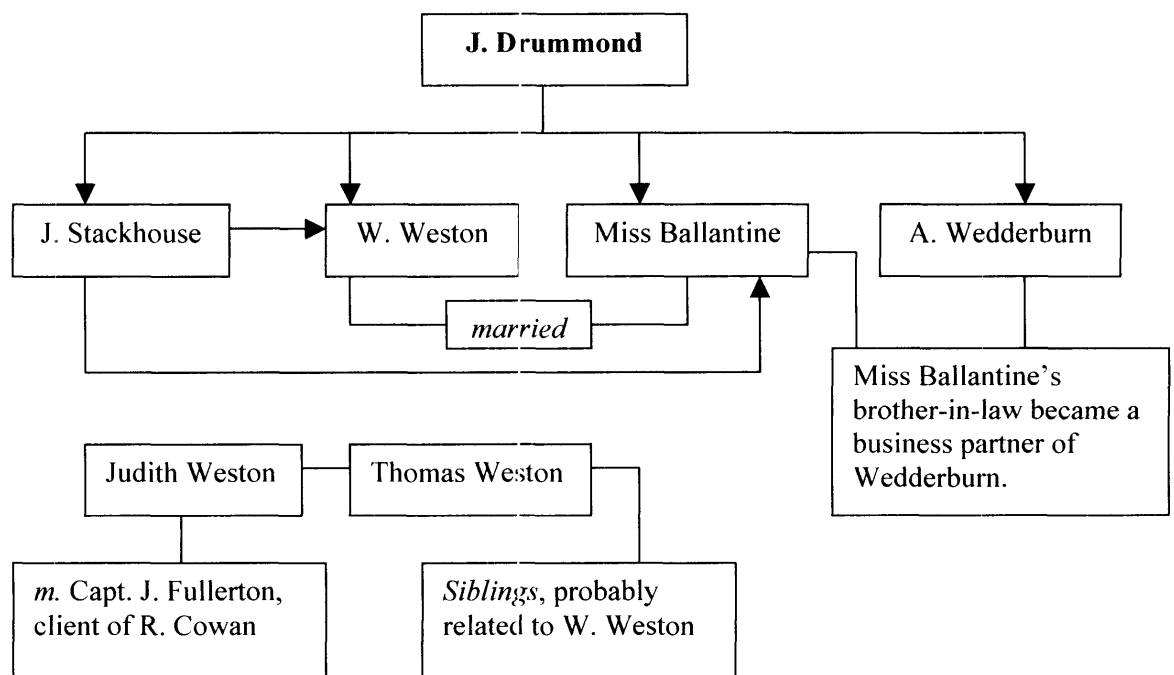 J. Drummond
J. Stackhouse
W. Weston
Miss Ballantine
A. Wedderburn
married
Miss Ballantine's
brother-in-law became a
business partner of
Wedderburn.
Judith Weston
Thomas Weston
m. Capt. J. Fullerton,
client of R. Cowan
Siblings, probably
related to W. Weston